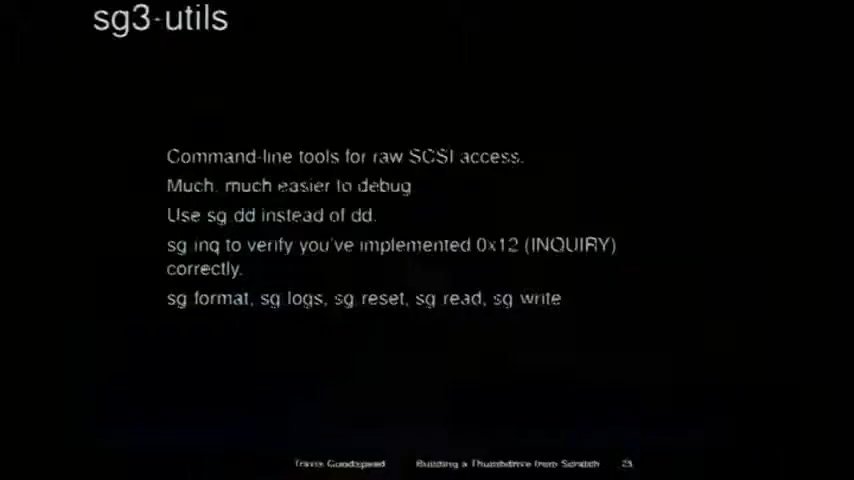 sg3-utils
Command-line tools for raw SCSI access.
Much, much easier to debug
Use sg_dd instead of dd.
sg_inq to verify you've implemented 0x12 (INQUIRY)
correctly.
sg_format, sg_logs, sg_reset, sg_read, sg_write
Travis Goodspeed Building a Thumbdrive from Scratch 23